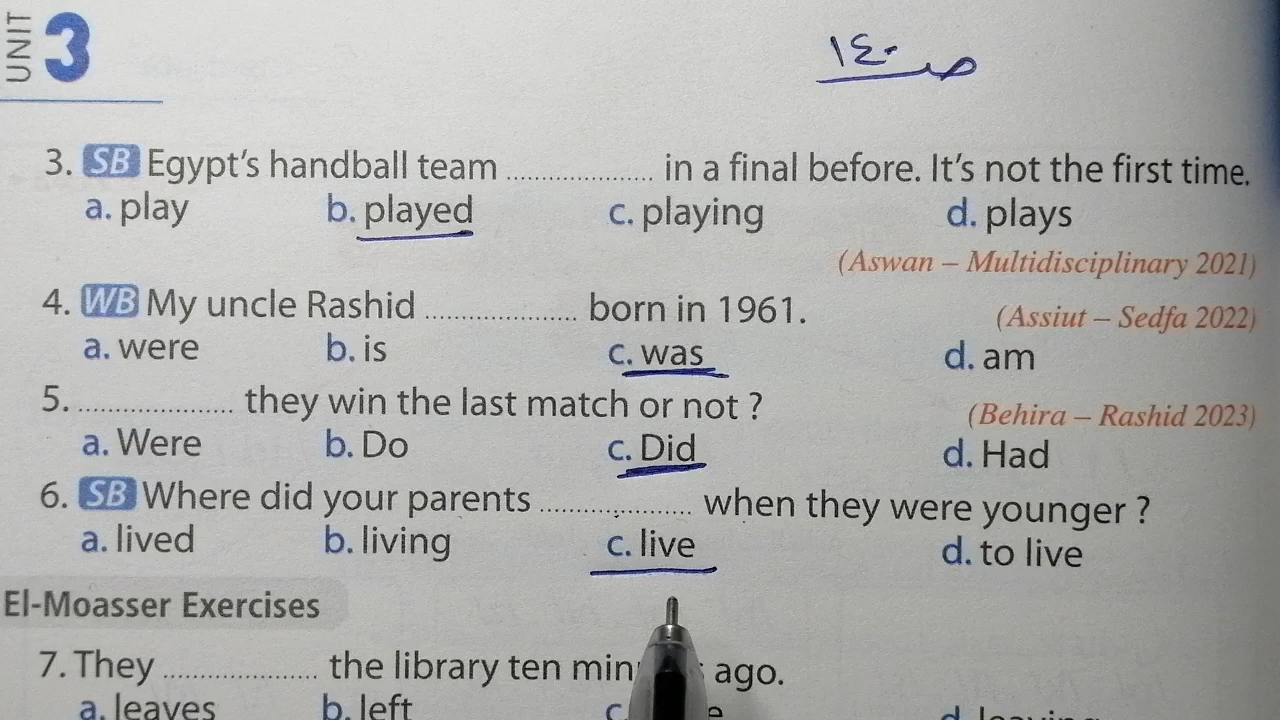 UNIT 3
ص ١٤٠
3. SB Egypt's handball team .................... in a final before. It's not the first time.
a. play b. played c. playing d. plays
(Aswan – Multidisciplinary 2021)
4. WB My uncle Rashid .................... born in 1961. (Assiut – Sedfa 2022)
a. were b. is c. was d. am
5. .................... they win the last match or not ? (Behira – Rashid 2023)
a. Were b. Do c. Did d. Had
6. SB Where did your parents .................... when they were younger ?
a. lived b. living c. live d. to live
El-Moasser Exercises
7. They .................... the library ten ago.
a. leaves b. left c. d.